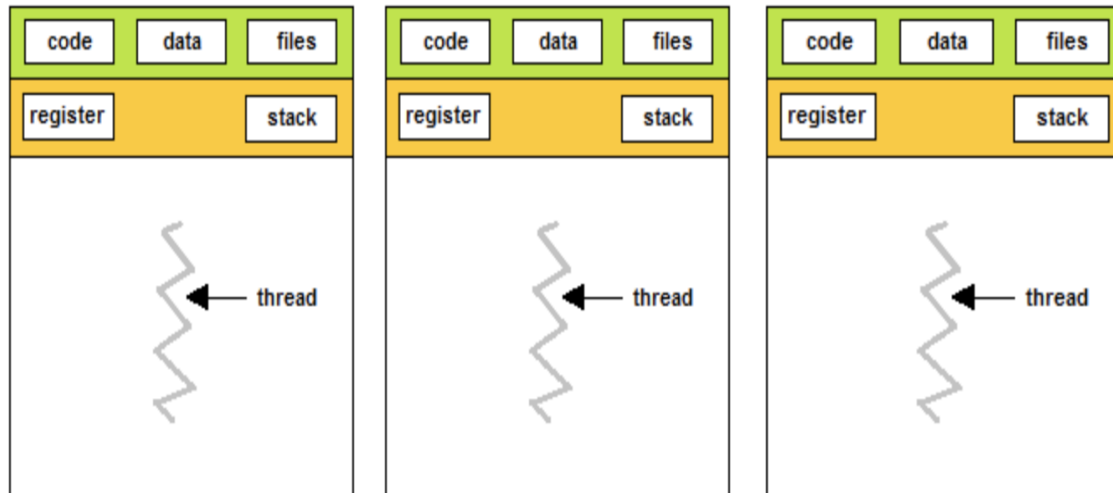 code data files code data files code data files
register stack register stack register stack
thread thread thread